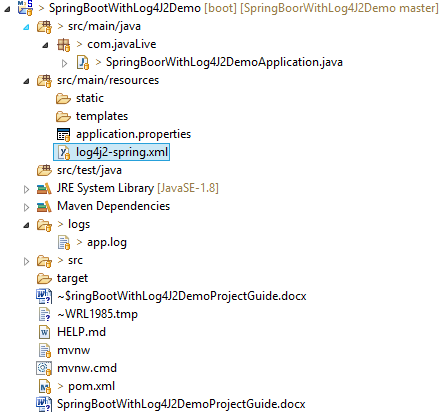 > SpringBootWithLog4J2Demo [boot] [SpringBoorWithLog4J2Demo master]
> src/main/java
> com.javaLive
> SpringBoorWithLog4J2DemoApplication.java
src/main/resources
static
templates
application.properties
log4j2-spring.xml
src/test/java
JRE System Library [JavaSE-1.8]
Maven Dependencies
> logs
> app.log
> src
target
~$ringBootWithLog4J2DemoProjectGuide.docx
~WRL1985.tmp
HELP.md
mvnw
mvnw.cmd
> pom.xml
SpringBootWithLog4J2DemoProjectGuide.docx